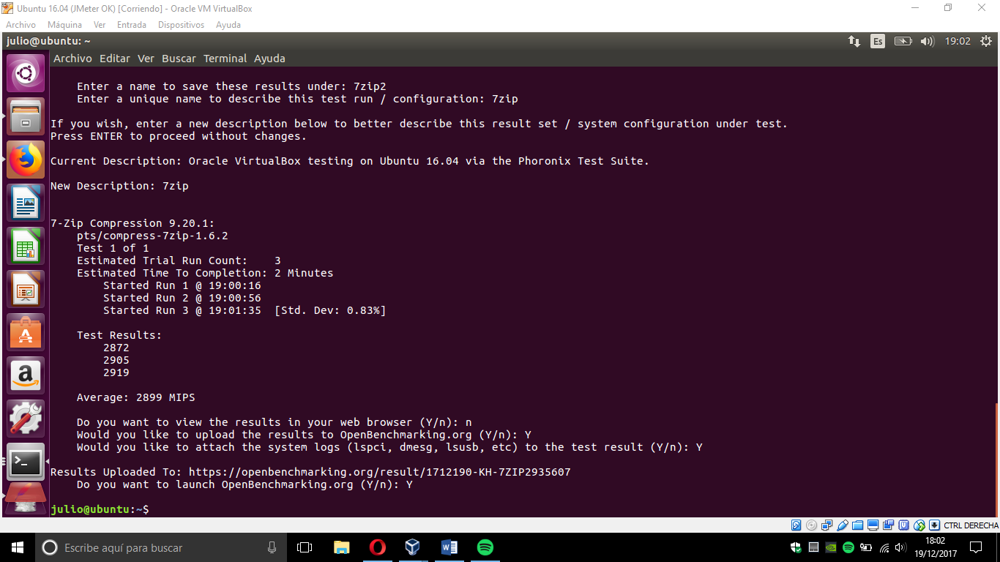 Ubuntu 16.04 (JMeter OK) [Corriendo] - Oracle VM VirtualBox
Archivo Máquina Ver Entrada Dispositivos Ayuda
julio@ubuntu: ~ Es 19:02
Archivo Editar Ver Buscar Terminal Ayuda
Enter a name to save these results under: 7zip2
Enter a unique name to describe this test run / configuration: 7zip
If you wish, enter a new description below to better describe this result set / system configuration under test.
Press ENTER to proceed without changes.
Current Description: Oracle VirtualBox testing on Ubuntu 16.04 via the Phoronix Test Suite.
New Description: 7zip
7-Zip Compression 9.20.1:
pts/compress-7zip-1.6.2
Test 1 of 1
Estimated Trial Run Count: 3
Estimated Time To Completion: 2 Minutes
Started Run 1 @ 19:00:16
Started Run 2 @ 19:00:56
Started Run 3 @ 19:01:35 [Std. Dev: 0.83%]
Test Results:
2872
2905
2919
Average: 2899 MIPS
Do you want to view the results in your web browser (Y/n): n
Would you like to upload the results to OpenBenchmarking.org (Y/n): Y
Would you like to attach the system logs (lspci, dmesg, lsusb, etc) to the test result (Y/n): Y
Results Uploaded To: https://openbenchmarking.org/result/1712190-KH-7ZIP2935607
Do you want to launch OpenBenchmarking.org (Y/n): Y
julio@ubuntu:~$
CTRL DERECHA
Escribe aquí para buscar
18:02
19/12/2017